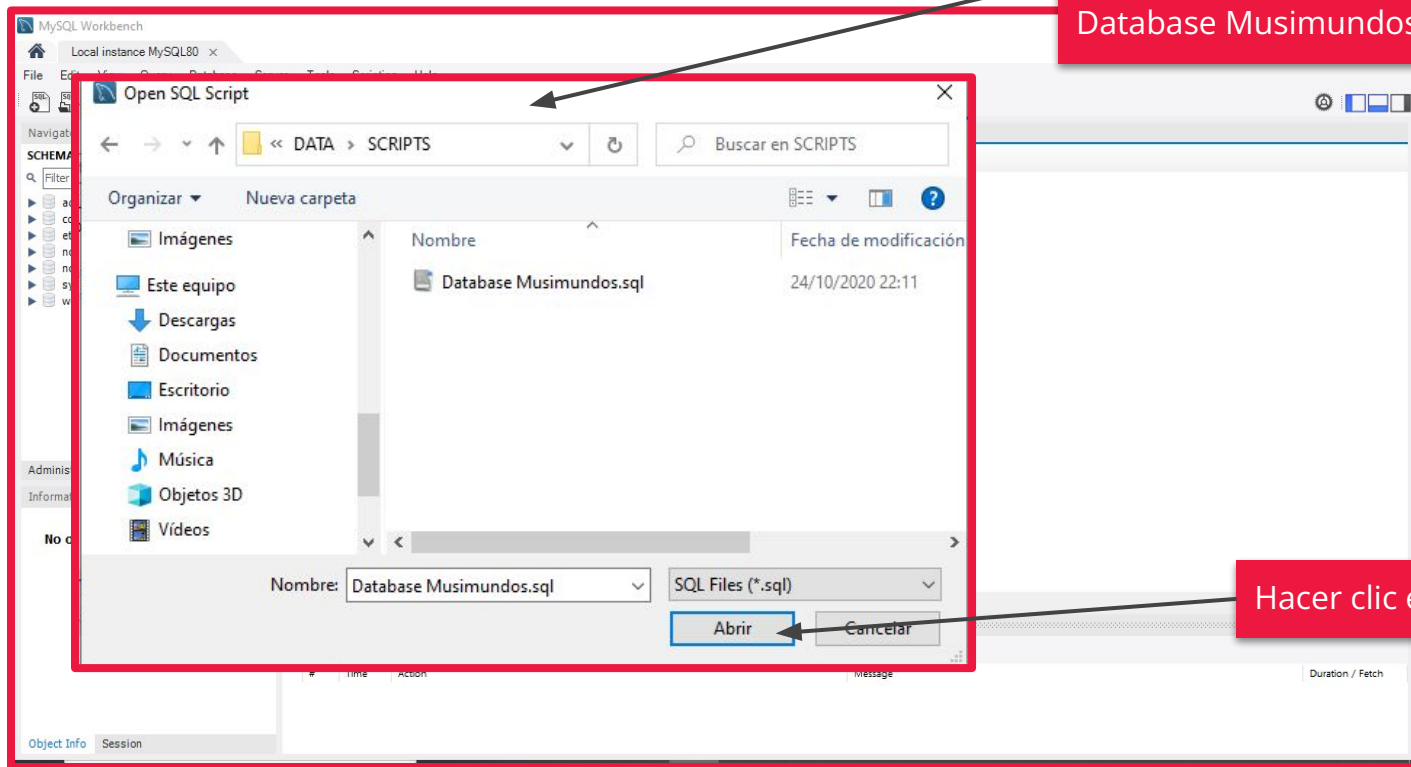 Database Musimundos
MySQL Workbench
Local instance MySQL80 ×
File
Open SQL Script
« DATA > SCRIPTS
Buscar en SCRIPTS
SCHEMA
Filter
Organizar
Nueva carpeta
Imágenes
Nombre
Fecha de modificación
Este equipo
Database Musimundos.sql
24/10/2020 22:11
Descargas
Documentos
Escritorio
Imágenes
Música
Objetos 3D
Vídeos
No
Nombre: Database Musimundos.sql
SQL Files (*.sql)
Hacer clic
Abrir
Cancelar
# Time Action Message Duration / Fetch
Object Info Session